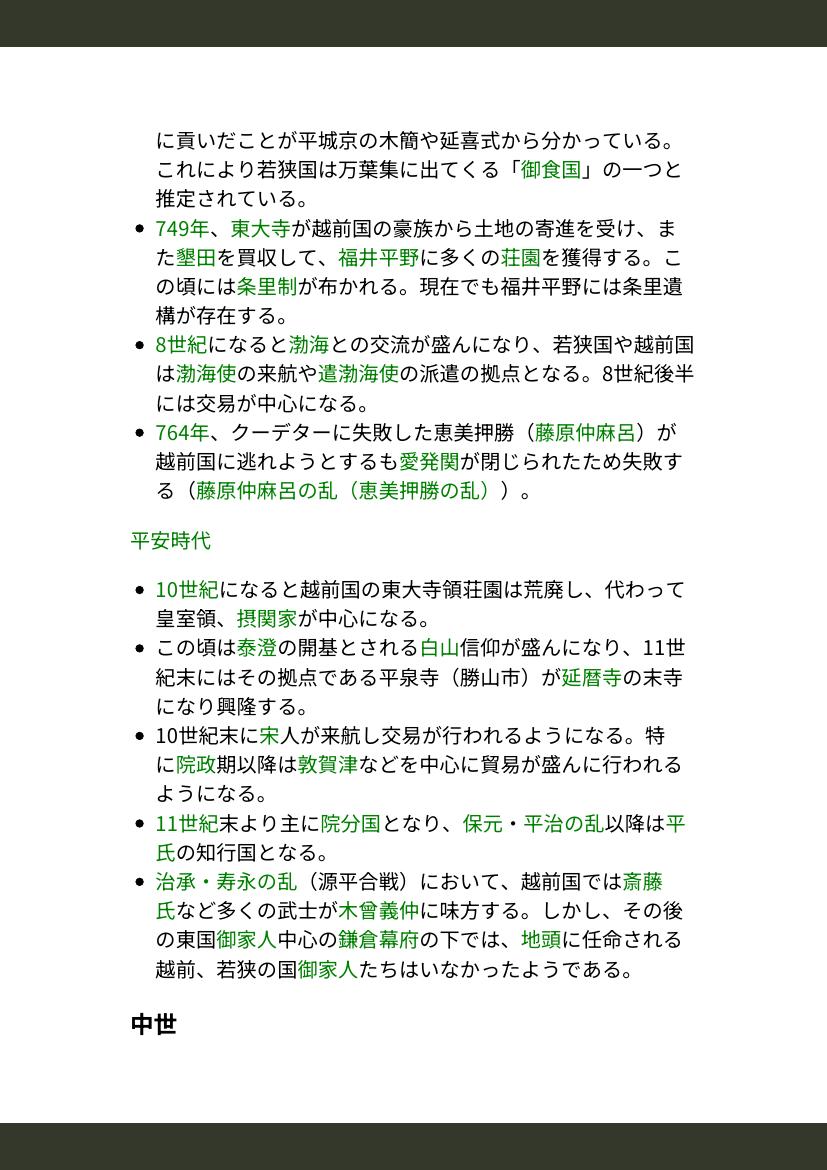 に貢いだことが平城京の木簡や延喜式から分かっている。
これにより若狭国は万葉集に出てくる「御食国」の一つと
推定されている。
• 749年、東大寺が越前国の豪族から土地の寄進を受け、ま
た墾田を買収して、福井平野に多くの荘園を獲得する。こ
の頃には条里制が布かれる。現在でも福井平野には条里遺
構が存在する。
• 8世紀になると渤海との交流が盛んになり、若狭国や越前国
は渤海使の来航や遣渤海使の派遣の拠点となる。8世紀後半
には交易が中心になる。
• 764年、クーデターに失敗した恵美押勝（藤原仲麻呂）が
越前国に逃れようとするも愛発関が閉じられたため失敗す
る（藤原仲麻呂の乱（恵美押勝の乱））。
平安時代
• 10世紀になると越前国の東大寺領荘園は荒廃し、代わって
皇室領、摂関家が中心になる。
• この頃は泰澄の開基とされる白山信仰が盛んになり、11世
紀末にはその拠点である平泉寺（勝山市）が延暦寺の末寺
になり興隆する。
• 10世紀末に宋人が来航し交易が行われるようになる。特
に院政期以降は敦賀津などを中心に貿易が盛んに行われる
ようになる。
• 11世紀末より主に院分国となり、保元・平治の乱以降は平
氏の知行国となる。
• 治承・寿永の乱（源平合戦）において、越前国では斎藤
氏など多くの武士が木曾義仲に味方する。しかし、その後
の東国御家人中心の鎌倉幕府の下では、地頭に任命される
越前、若狭の国御家人たちはいなかったようである。
中世